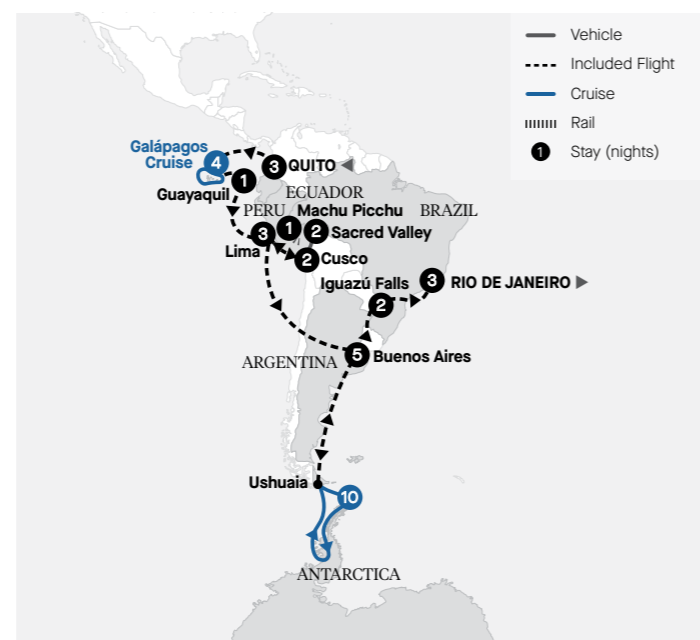 Vehicle
Included Flight
Cruise
Rail
1 Stay (nights)
Galápagos
Cruise
4
3 QUITO
1
Guayaquil
ECUADOR
PERU
Machu Picchu
BRAZIL
3
1
2 Sacred Valley
Lima
2 Cusco
Iguazú Falls
3 RIO DE JANEIRO
2
ARGENTINA
5 Buenos Aires
Ushuaia
10
ANTARCTICA